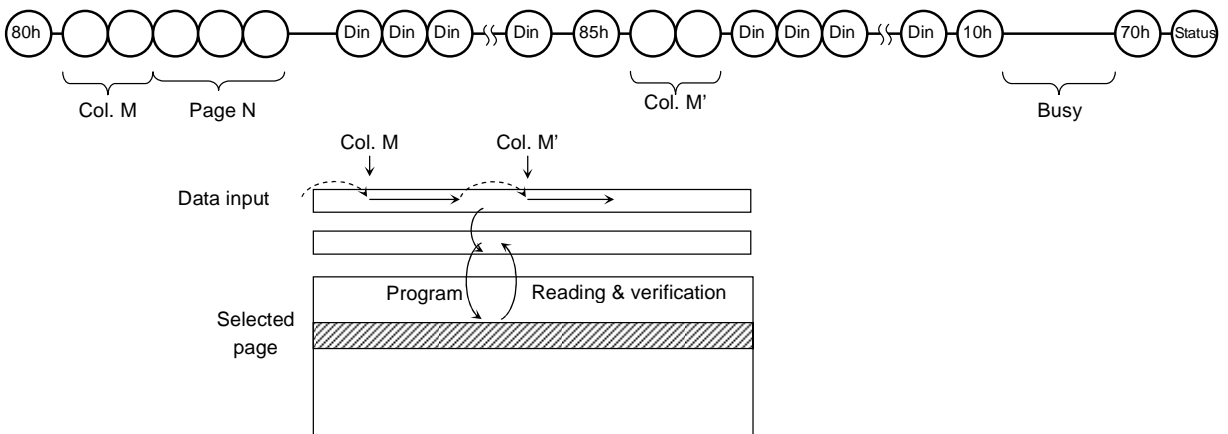 80h Din Din Din Din 85h Din Din Din Din 10h 70h Status
Col. M Page N Col. M’ Busy
Col. M Col. M’
Data input
Program Reading & verification
Selected
page